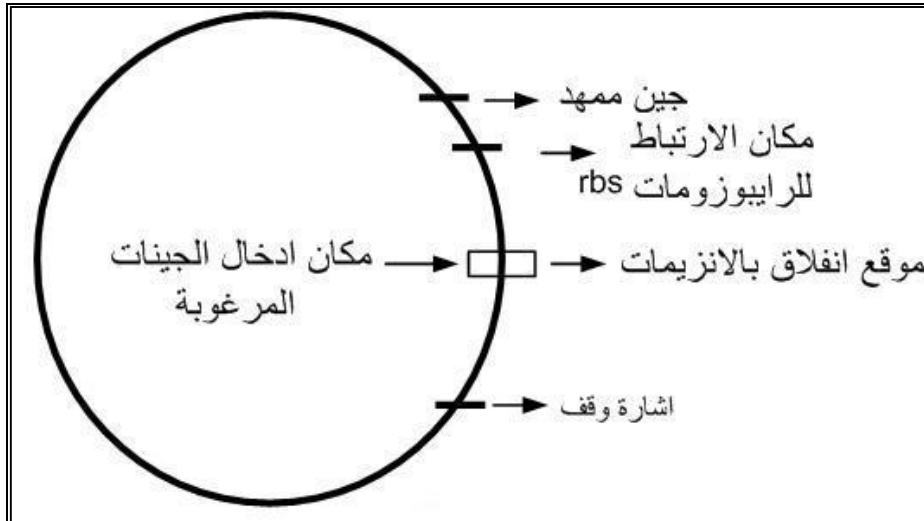 جين ممهد
مكان الارتباط
للرايبوزومات rbs
مكان ادخال الجينات
المرغوبة
موقع انفلاق بالانزيمات
اشارة وقف